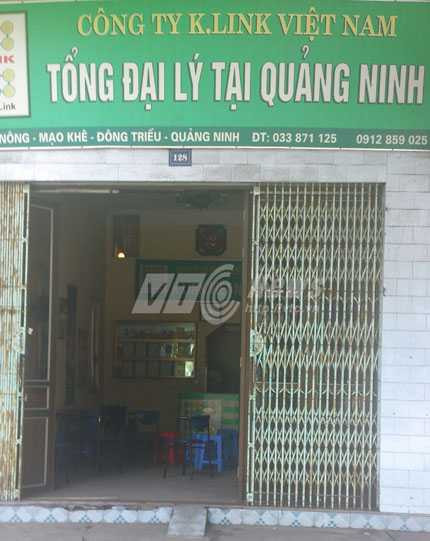 CÔNG TY K.LINK VIỆT NAM
TỔNG ĐẠI LÝ TẠI QUẢNG NINH
NÔNG - MẠO KHÊ - ĐÔNG TRIỀU - QUẢNG NINH ĐT: 033 871 125 0912 859 025
128
VTC News